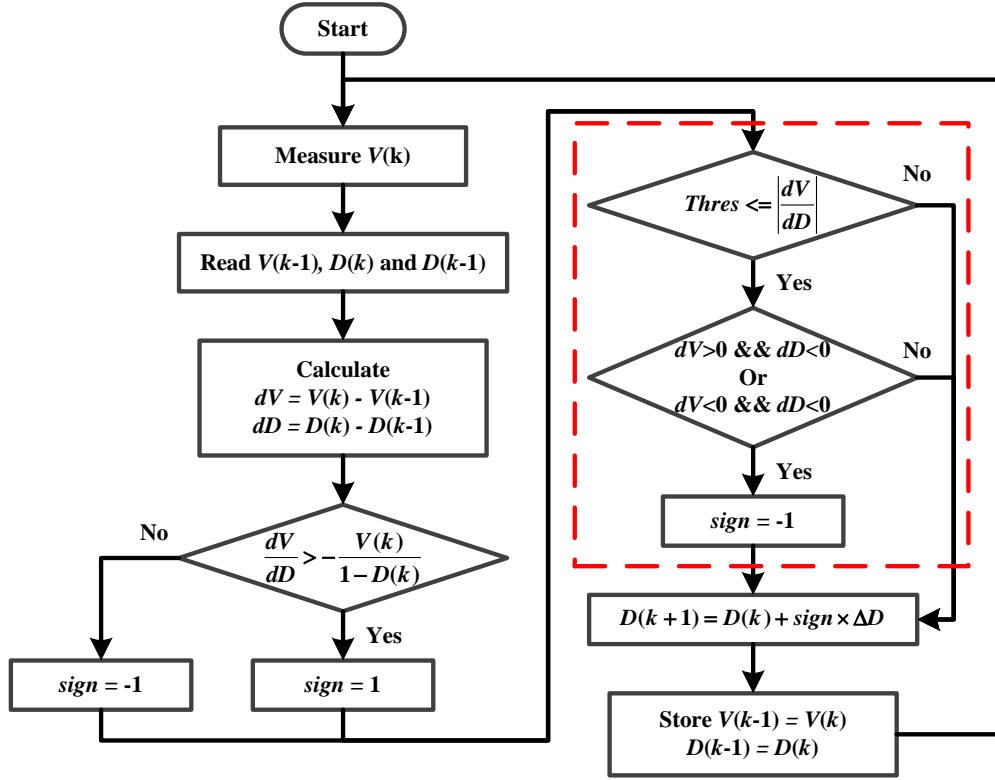 Start
Measure V(k)
Read V(k-1), D(k) and D(k-1)
Calculate
dV = V(k) - V(k-1)
dD = D(k) - D(k-1)
dV/dD > - V(k)/(1 - D(k))
No
Yes
sign = -1
sign = 1
Thres <= |dV/dD|
No
Yes
dV>0 && dD<0
Or
dV<0 && dD<0
No
Yes
sign = -1
D(k + 1) = D(k) + sign × ΔD
Store V(k-1) = V(k)
D(k-1) = D(k)